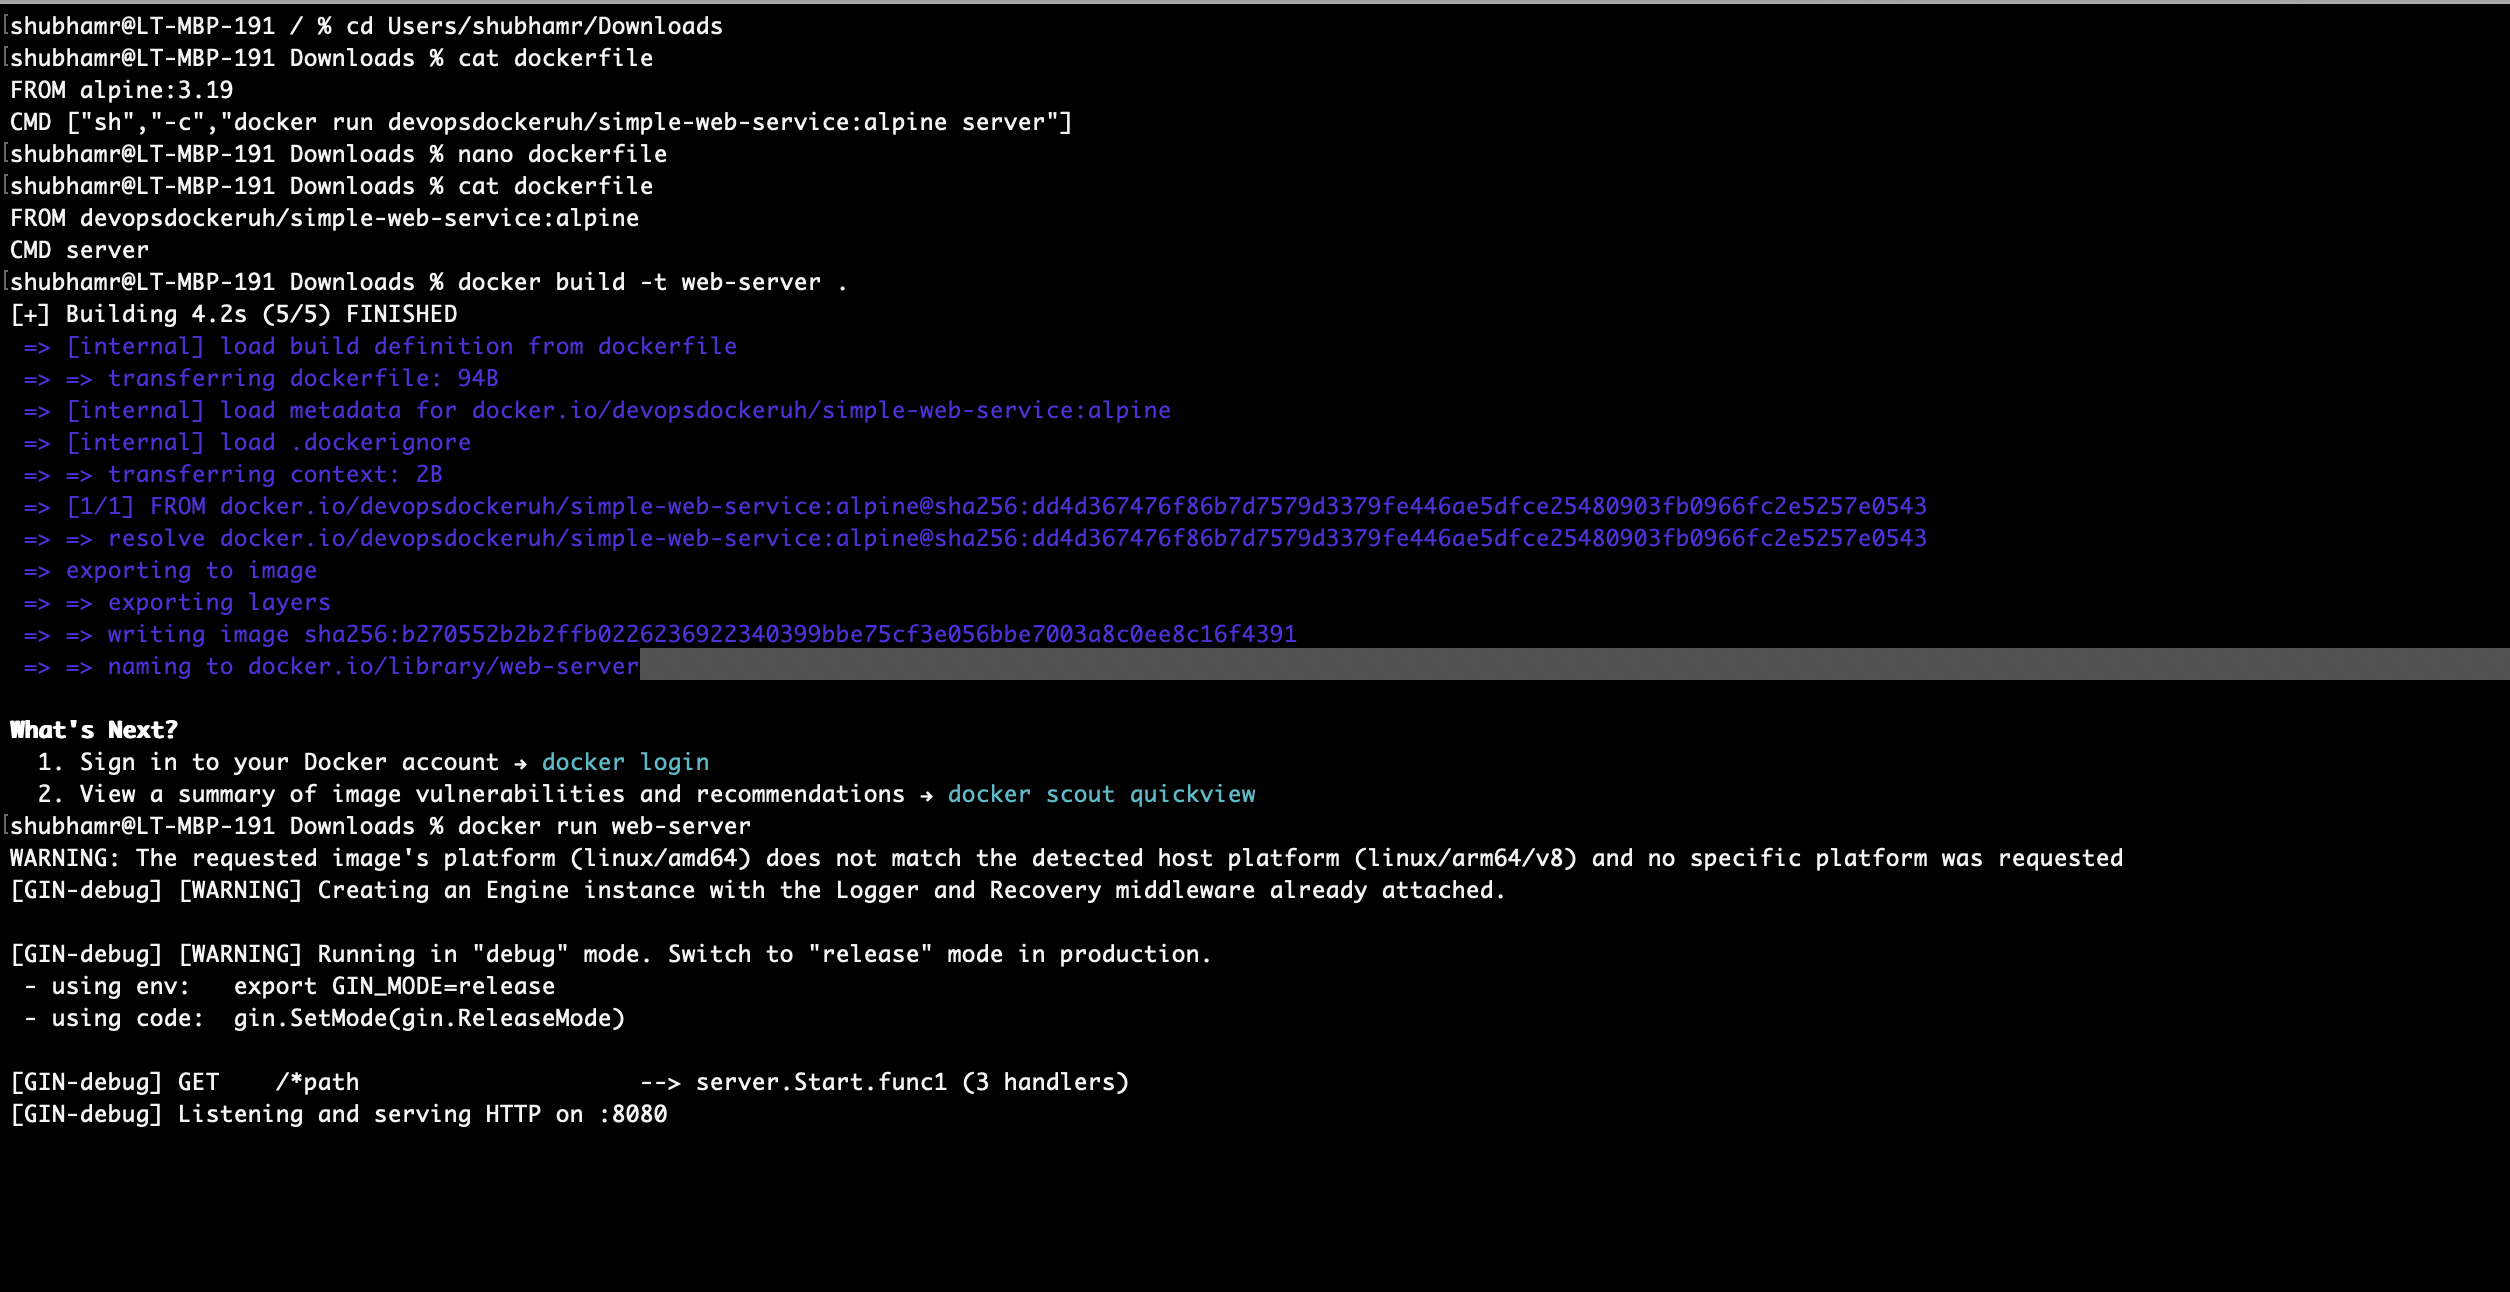 [shubhamr@LT-MBP-191 / % cd Users/shubhamr/Downloads
[shubhamr@LT-MBP-191 Downloads % cat dockerfile
FROM alpine:3.19
CMD ["sh","-c","docker run devopsdockeruh/simple-web-service:alpine server"]
[shubhamr@LT-MBP-191 Downloads % nano dockerfile
[shubhamr@LT-MBP-191 Downloads % cat dockerfile
FROM devopsdockeruh/simple-web-service:alpine
CMD server
[shubhamr@LT-MBP-191 Downloads % docker build -t web-server .
[+] Building 4.2s (5/5) FINISHED
 => [internal] load build definition from dockerfile
 => => transferring dockerfile: 94B
 => [internal] load metadata for docker.io/devopsdockeruh/simple-web-service:alpine
 => [internal] load .dockerignore
 => => transferring context: 2B
 => [1/1] FROM docker.io/devopsdockeruh/simple-web-service:alpine@sha256:dd4d367476f86b7d7579d3379fe446ae5dfce25480903fb0966fc2e5257e0543
 => => resolve docker.io/devopsdockeruh/simple-web-service:alpine@sha256:dd4d367476f86b7d7579d3379fe446ae5dfce25480903fb0966fc2e5257e0543
 => exporting to image
 => => exporting layers
 => => writing image sha256:b270552b2b2ffb0226236922340399bbe75cf3e056bbe7003a8c0ee8c16f4391
 => => naming to docker.io/library/web-server
What's Next?
  1. Sign in to your Docker account → docker login
  2. View a summary of image vulnerabilities and recommendations → docker scout quickview
[shubhamr@LT-MBP-191 Downloads % docker run web-server
WARNING: The requested image's platform (linux/amd64) does not match the detected host platform (linux/arm64/v8) and no specific platform was requested
[GIN-debug] [WARNING] Creating an Engine instance with the Logger and Recovery middleware already attached.
[GIN-debug] [WARNING] Running in "debug" mode. Switch to "release" mode in production.
 - using env:   export GIN_MODE=release
 - using code:  gin.SetMode(gin.ReleaseMode)
[GIN-debug] GET    /*path                    --> server.Start.func1 (3 handlers)
[GIN-debug] Listening and serving HTTP on :8080